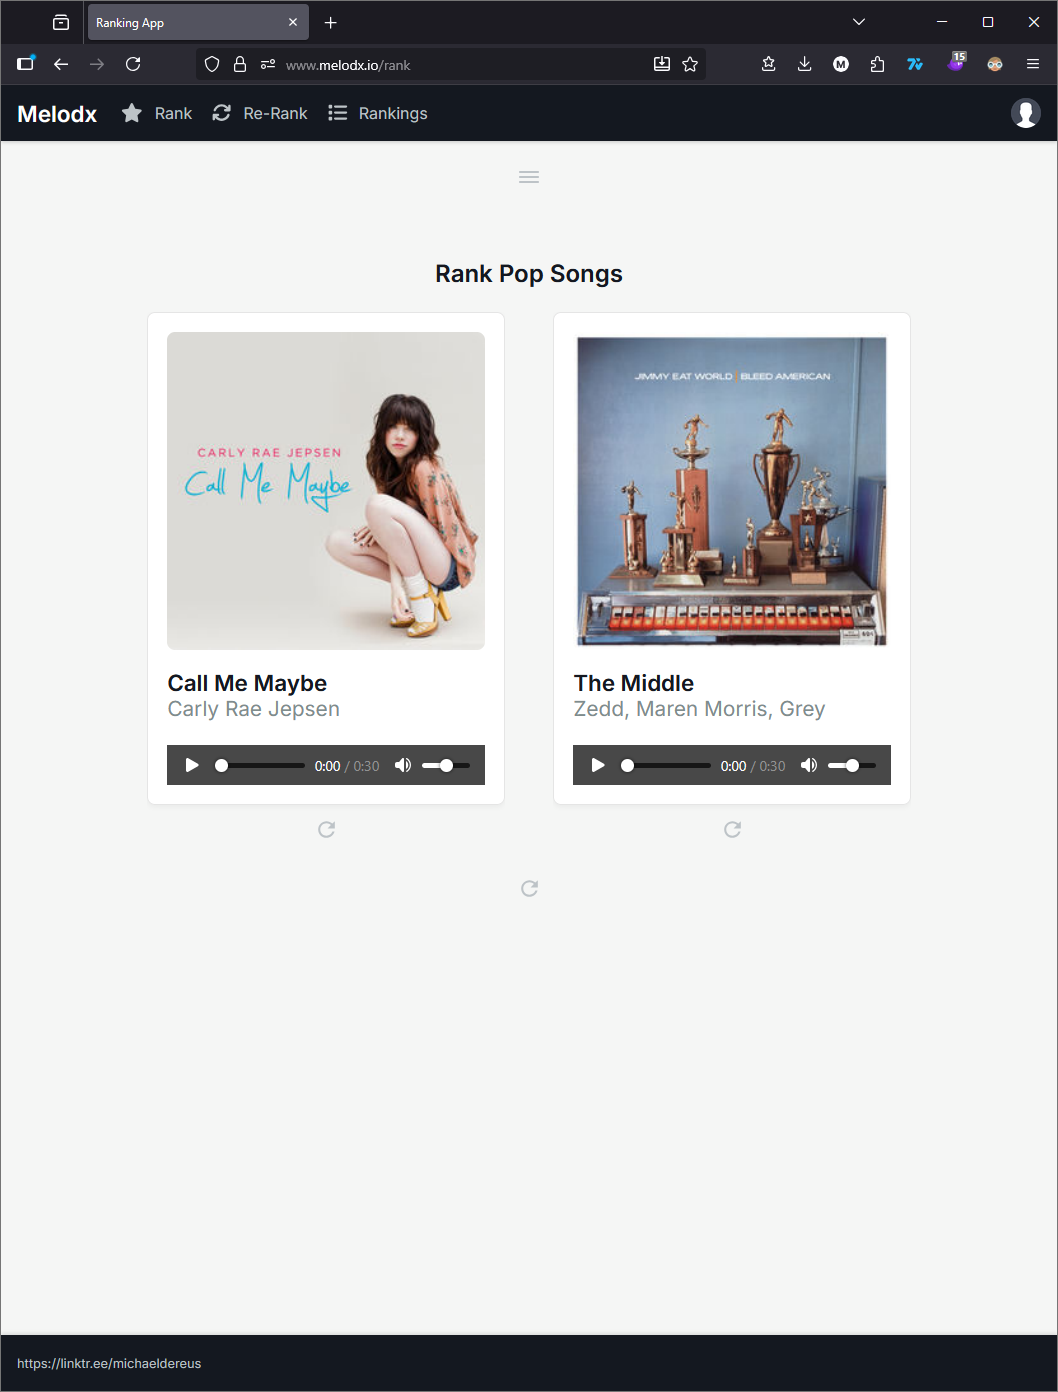 Ranking App
www.melodx.io/rank
15
Melodx
Rank
Re-Rank
Rankings
Rank Pop Songs
CARLY RAE JEPSEN
Call Me Maybe
JIMMY EAT WORLD | BLEED AMERICAN
Call Me Maybe
Carly Rae Jepsen
0:00 / 0:30
The Middle
Zedd, Maren Morris, Grey
0:00 / 0:30
https://linktr.ee/michaeldereus